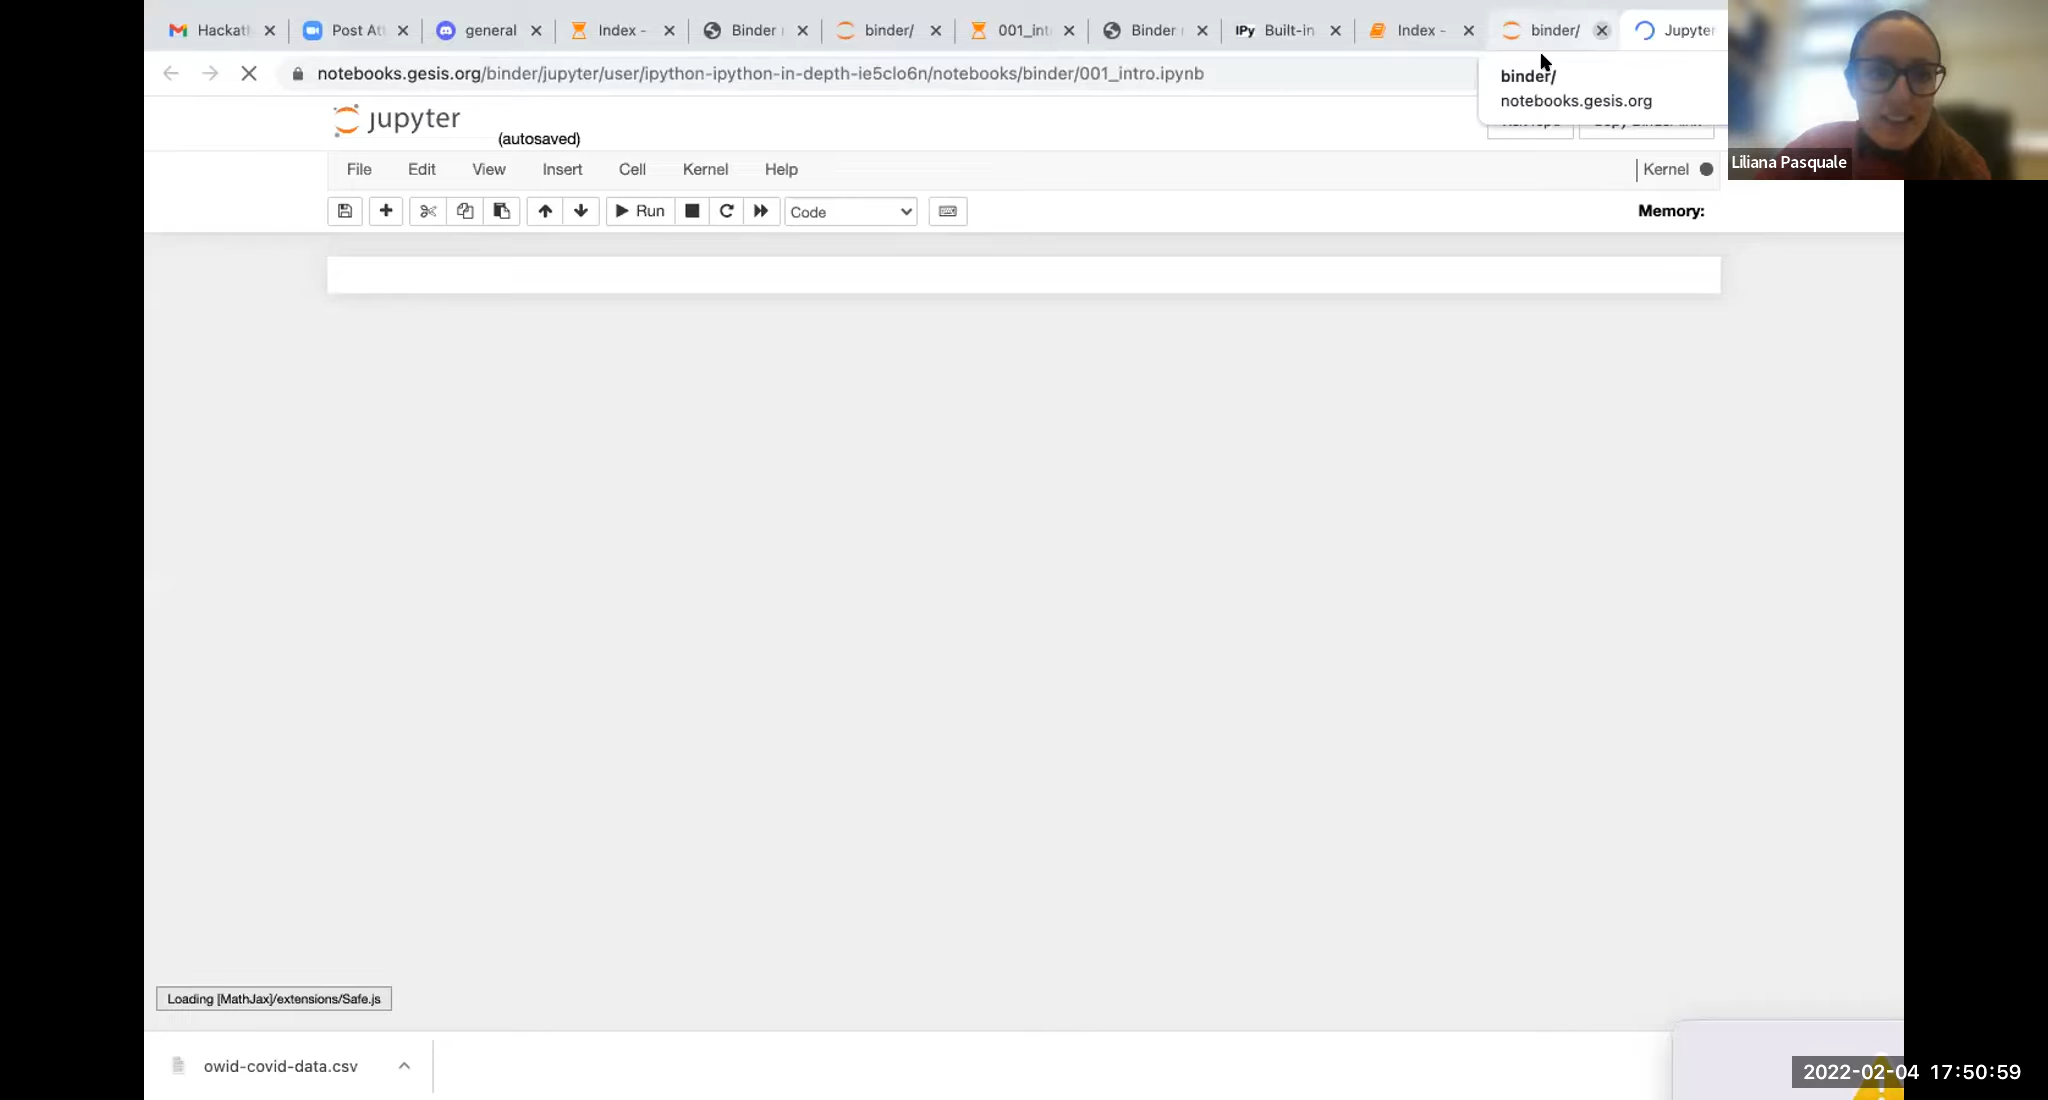 Hackath
Post Att
general
Index -
Binder
binder/
001_int
Binder
IPy Built-in
Index -
binder/
Jupyter
notebooks.gesis.org/binder/jupyter/user/ipython-ipython-in-depth-ie5clo6n/notebooks/binder/001_intro.ipynb
binder/
notebooks.gesis.org
jupyter
(autosaved)
File Edit View Insert Cell Kernel Help
Kernel
Liliana Pasquale
Run
Code
Memory:
Loading [MathJax]/extensions/Safe.js
owid-covid-data.csv
2022-02-04 17:50:59